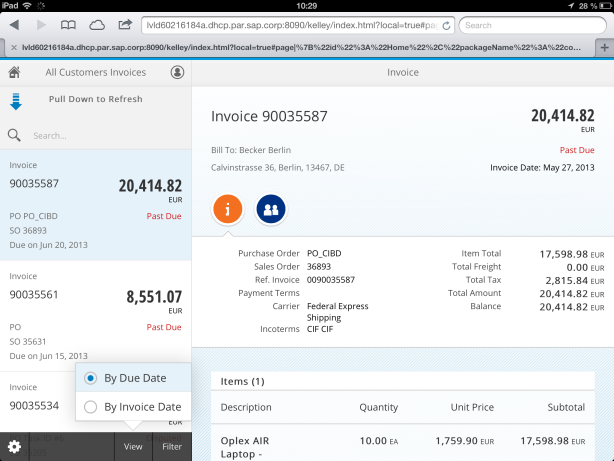 iPad
10:29
28 %
lvld60216184a.dhcp.par.sap.corp:8090/kelley/index.html?local=true#pag
Search
lvld60216184a.dhcp.par.sap.corp:8090/kelley/index.html?local=true#page|%7B%22id%22%3A%22Home%22%2C%22packageName%22%3A%22co...
All Customers Invoices
Invoice
Pull Down to Refresh
Search...
Invoice
90035587
20,414.82
EUR
PO PO_CIBD
Past Due
SO 36893
Due on Jun 20, 2013
Invoice
90035561
8,551.07
EUR
PO
Past Due
SO 35631
Due on Jun 15, 2013
Invoice
90035534
EUR
By Due Date
By Invoice Date
View
Filter
Invoice 90035587
20,414.82
EUR
Bill To: Becker Berlin
Past Due
Calvinstrasse 36, Berlin, 13467, DE
Invoice Date: May 27, 2013
Purchase Order PO_CIBD
Item Total 17,598.98 EUR
Sales Order 36893
Total Freight 0.00 EUR
Ref. Invoice 0090035587
Total Tax 2,815.84 EUR
Payment Terms
Total Amount 20,414.82 EUR
Carrier Federal Express
Shipping
Balance 20,414.82 EUR
Incoterms CIF CIF
Items (1)
Description Quantity Unit Price Subtotal
Oplex AIR
Laptop -
10.00 EA
1,759.90 EUR
17,598.98 EUR